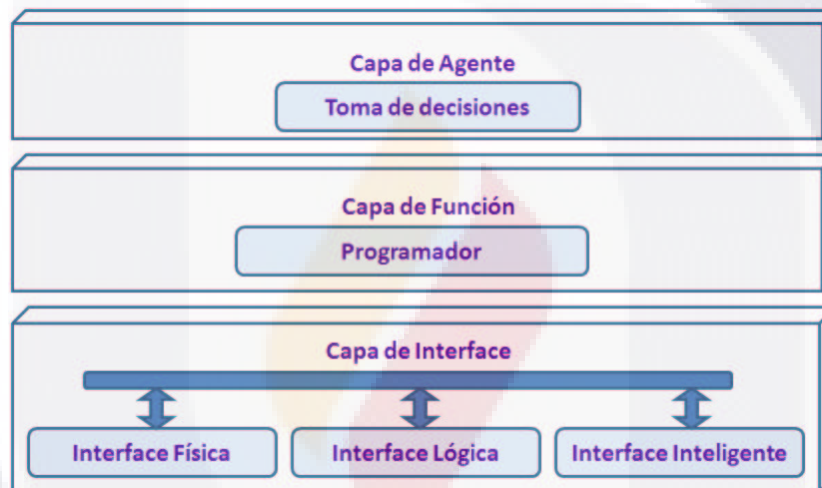 Capa de Agente
Toma de decisiones
Capa de Función
Programador
Capa de Interface
Interface Física
Interface Lógica
Interface Inteligente